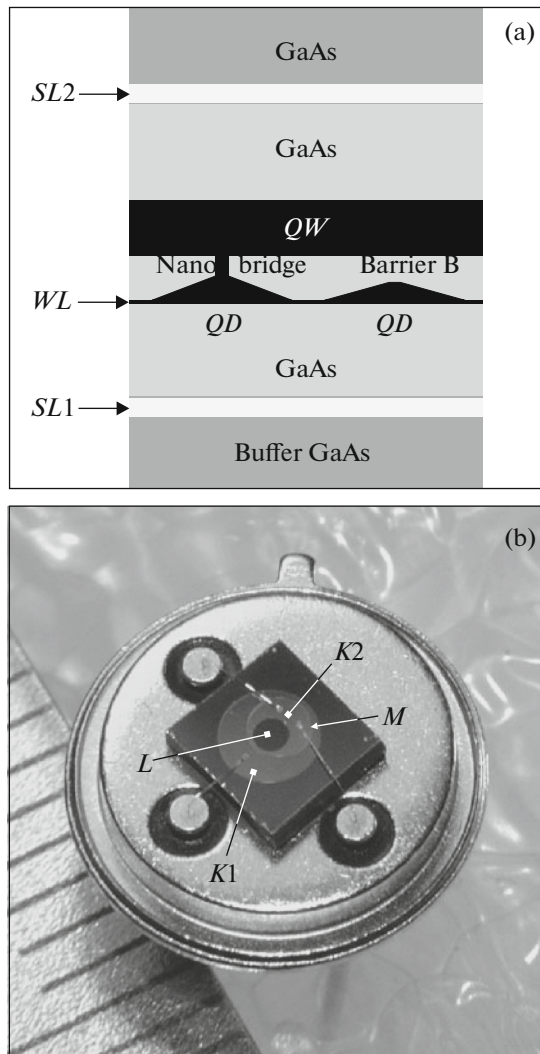 (a)
GaAs
SL2
GaAs
QW
Nano bridge Barrier B
WL
QD QD
GaAs
SL1
Buffer GaAs
(b)
K2
M
L
K1